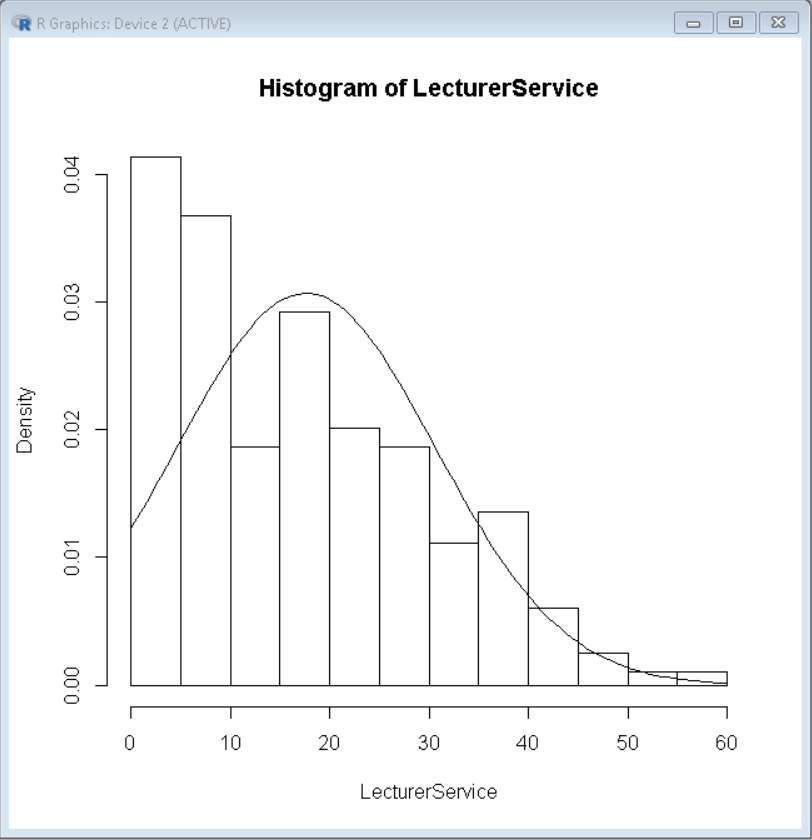 R Graphics: Device 2 (ACTIVE)
Histogram of LecturerService
0.04
0.03
0.02
0.01
0.00
Density
0 10 20 30 40 50 60
LecturerService